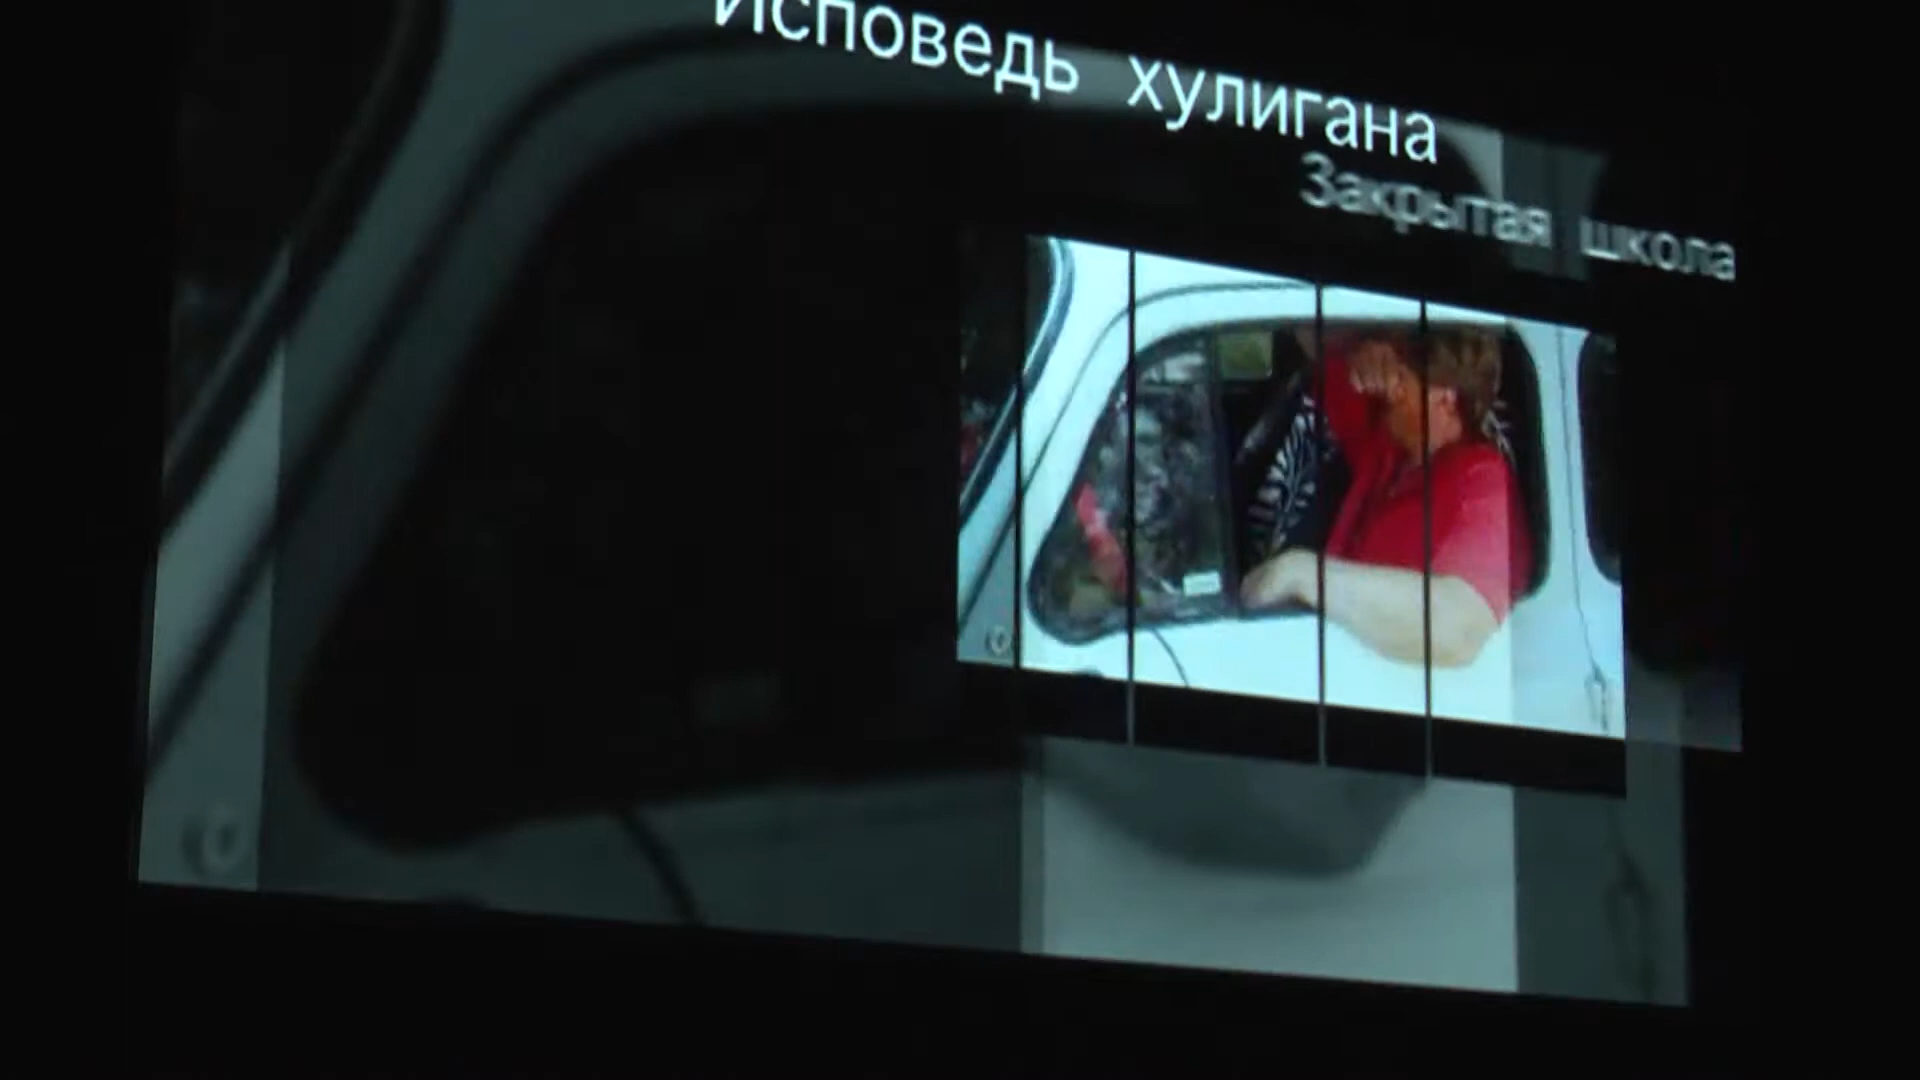 Исповедь хулигана
Закрытая школа